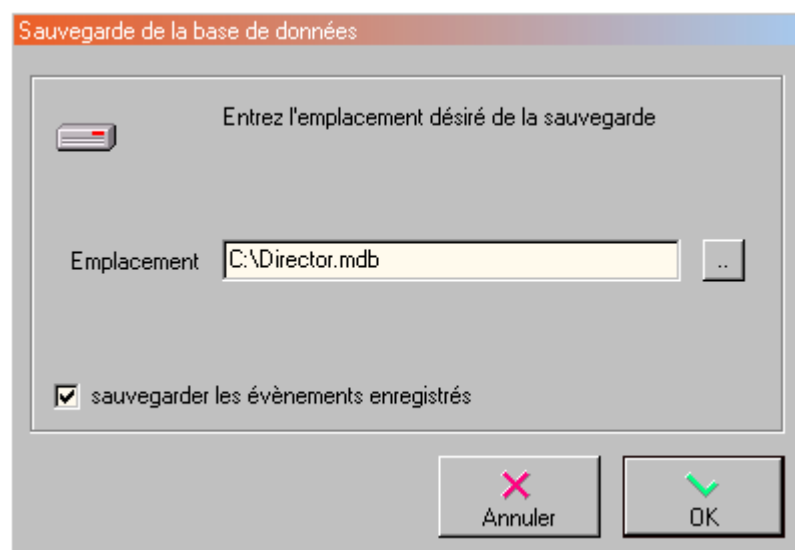 Sauvegarde de la base de données
Entrez l'emplacement désiré de la sauvegarde
Emplacement C:\Director.mdb ..
sauvegarder les évènements enregistrés
Annuler OK